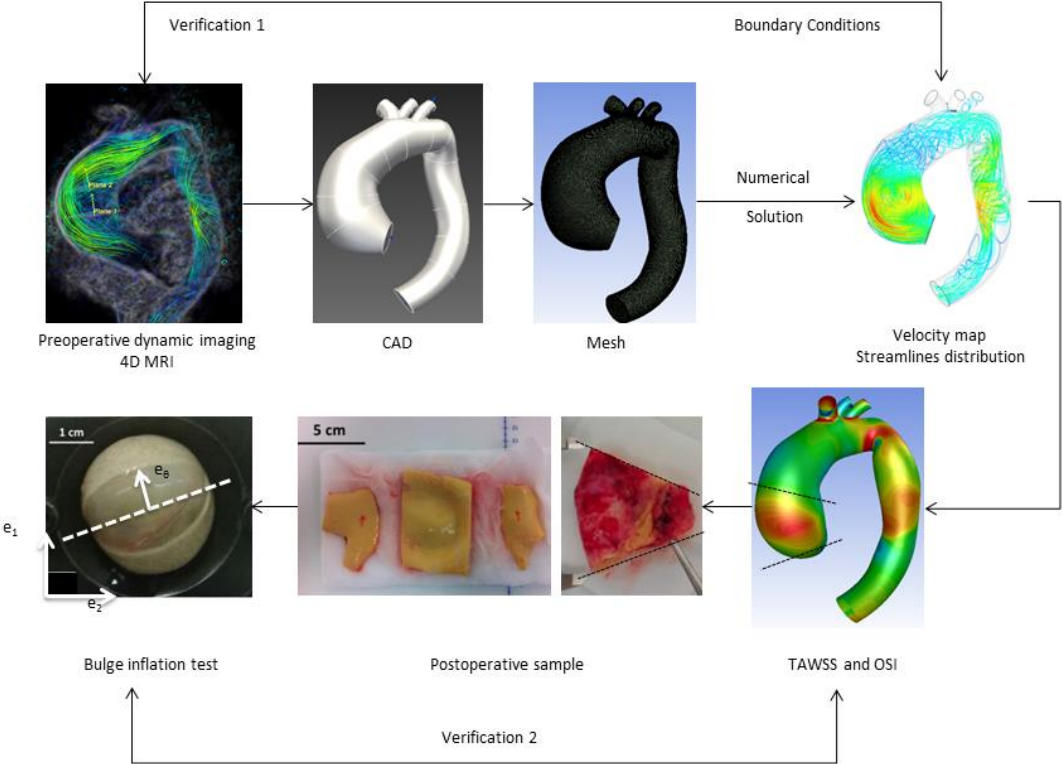 Verification 1
Boundary Conditions
Plane 2
Plane 1
Numerical
Solution
Preoperative dynamic imaging
4D MRI
CAD
Mesh
Velocity map
Streamlines distribution
1 cm
eθ
e1
e2
5 cm
Bulge inflation test
Postoperative sample
TAWSS and OSI
Verification 2